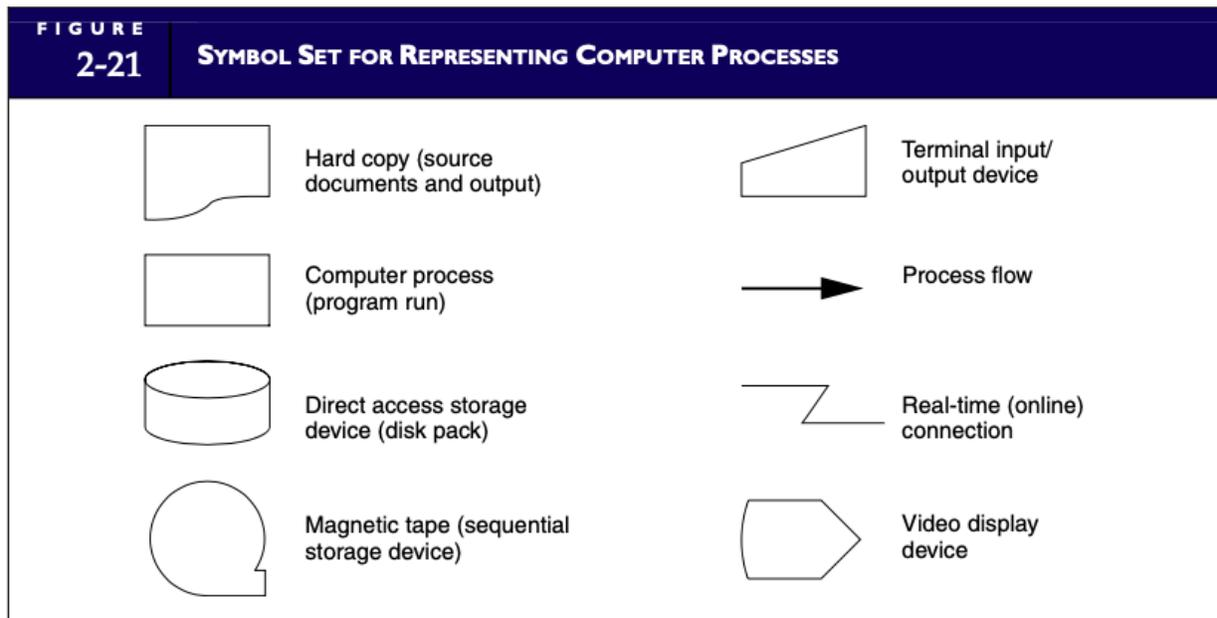 FIGURE
2-21
SYMBOL SET FOR REPRESENTING COMPUTER PROCESSES
Hard copy (source
documents and output)
Terminal input/
output device
Computer process
(program run)
Process flow
Direct access storage
device (disk pack)
Real-time (online)
connection
Magnetic tape (sequential
storage device)
Video display
device